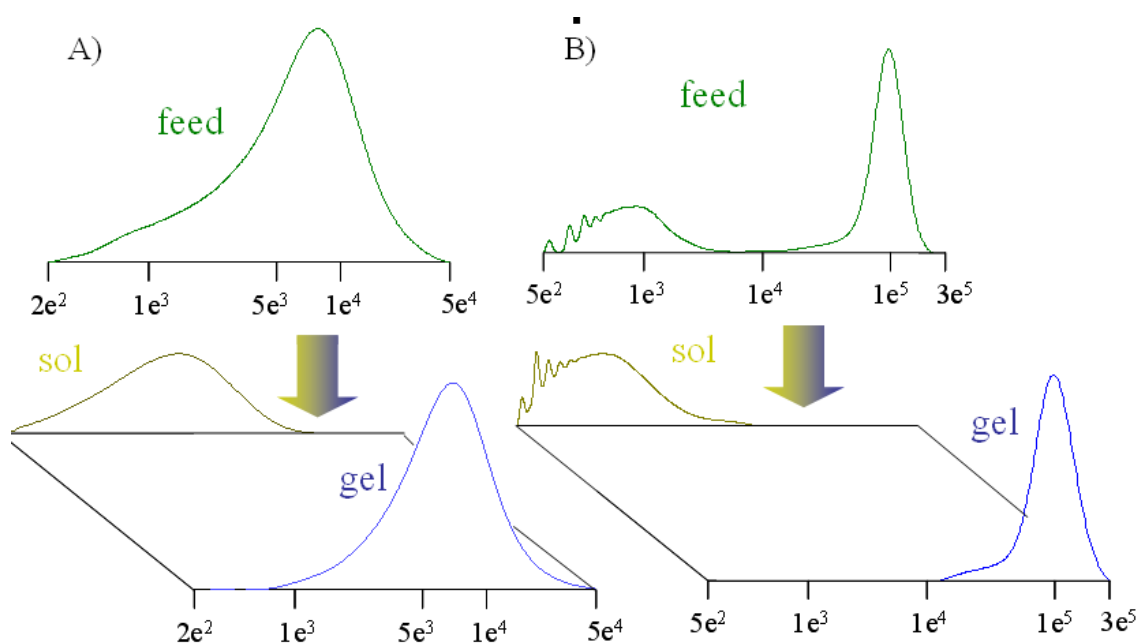 A)
feed
2e² 1e³ 5e³ 1e⁴ 5e⁴
B)
feed
5e² 1e³ 1e⁴ 1e⁵ 3e⁵
sol
gel
2e² 1e³ 5e³ 1e⁴ 5e⁴
sol
gel
5e² 1e³ 1e⁴ 1e⁵ 3e⁵